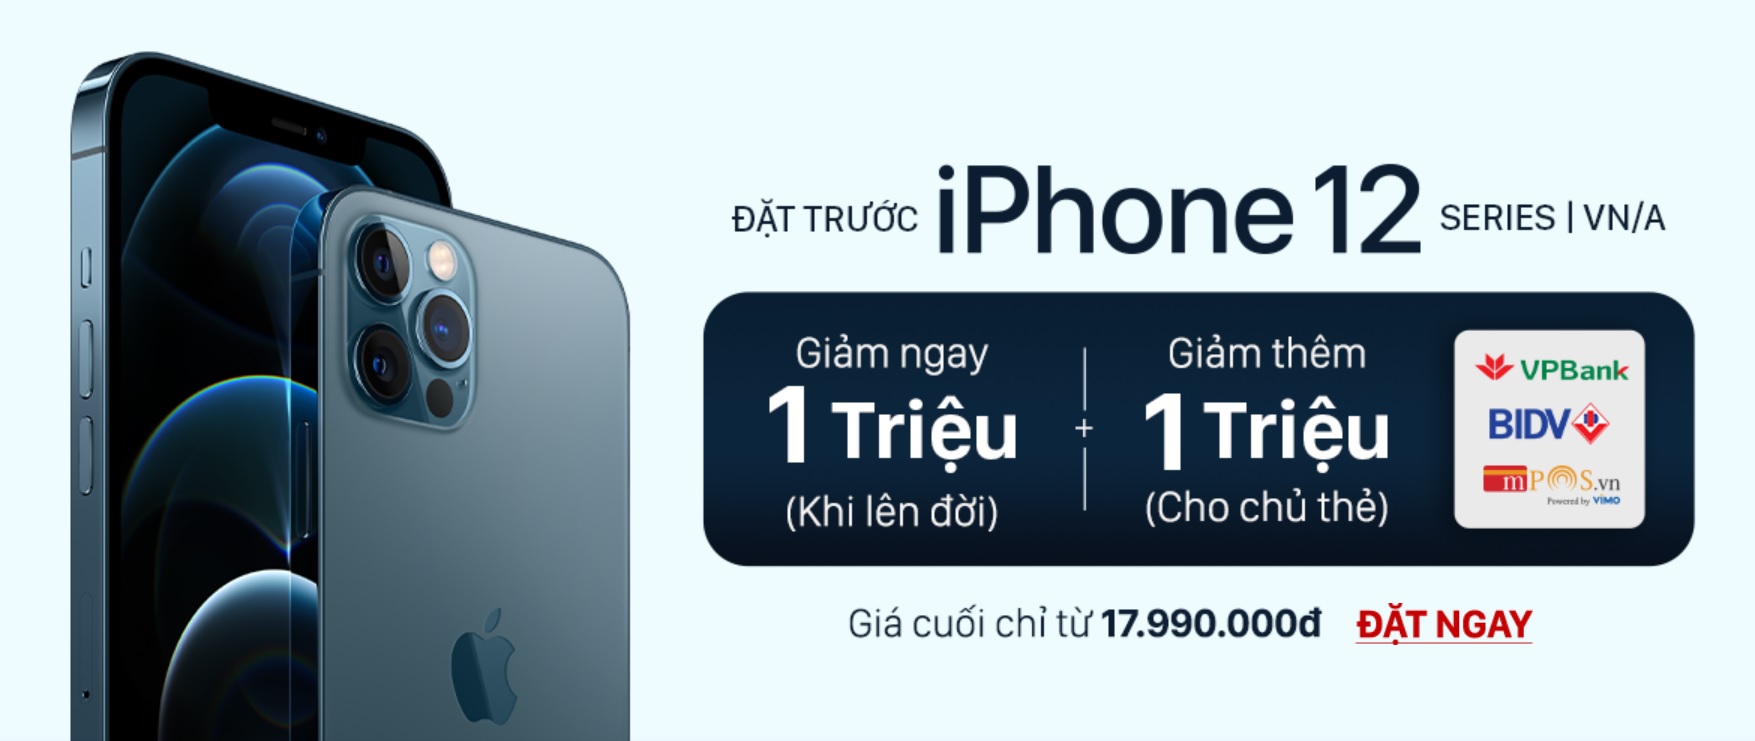 ĐẶT TRƯỚC iPhone 12 SERIES | VN/A
Giảm ngay
1 Triệu
(Khi lên đời)
+
Giảm thêm
1 Triệu
(Cho chủ thẻ)
VPBank
BIDV
mPOS.vn
Powered by VIMO
Giá cuối chỉ từ 17.990.000đ ĐẶT NGAY